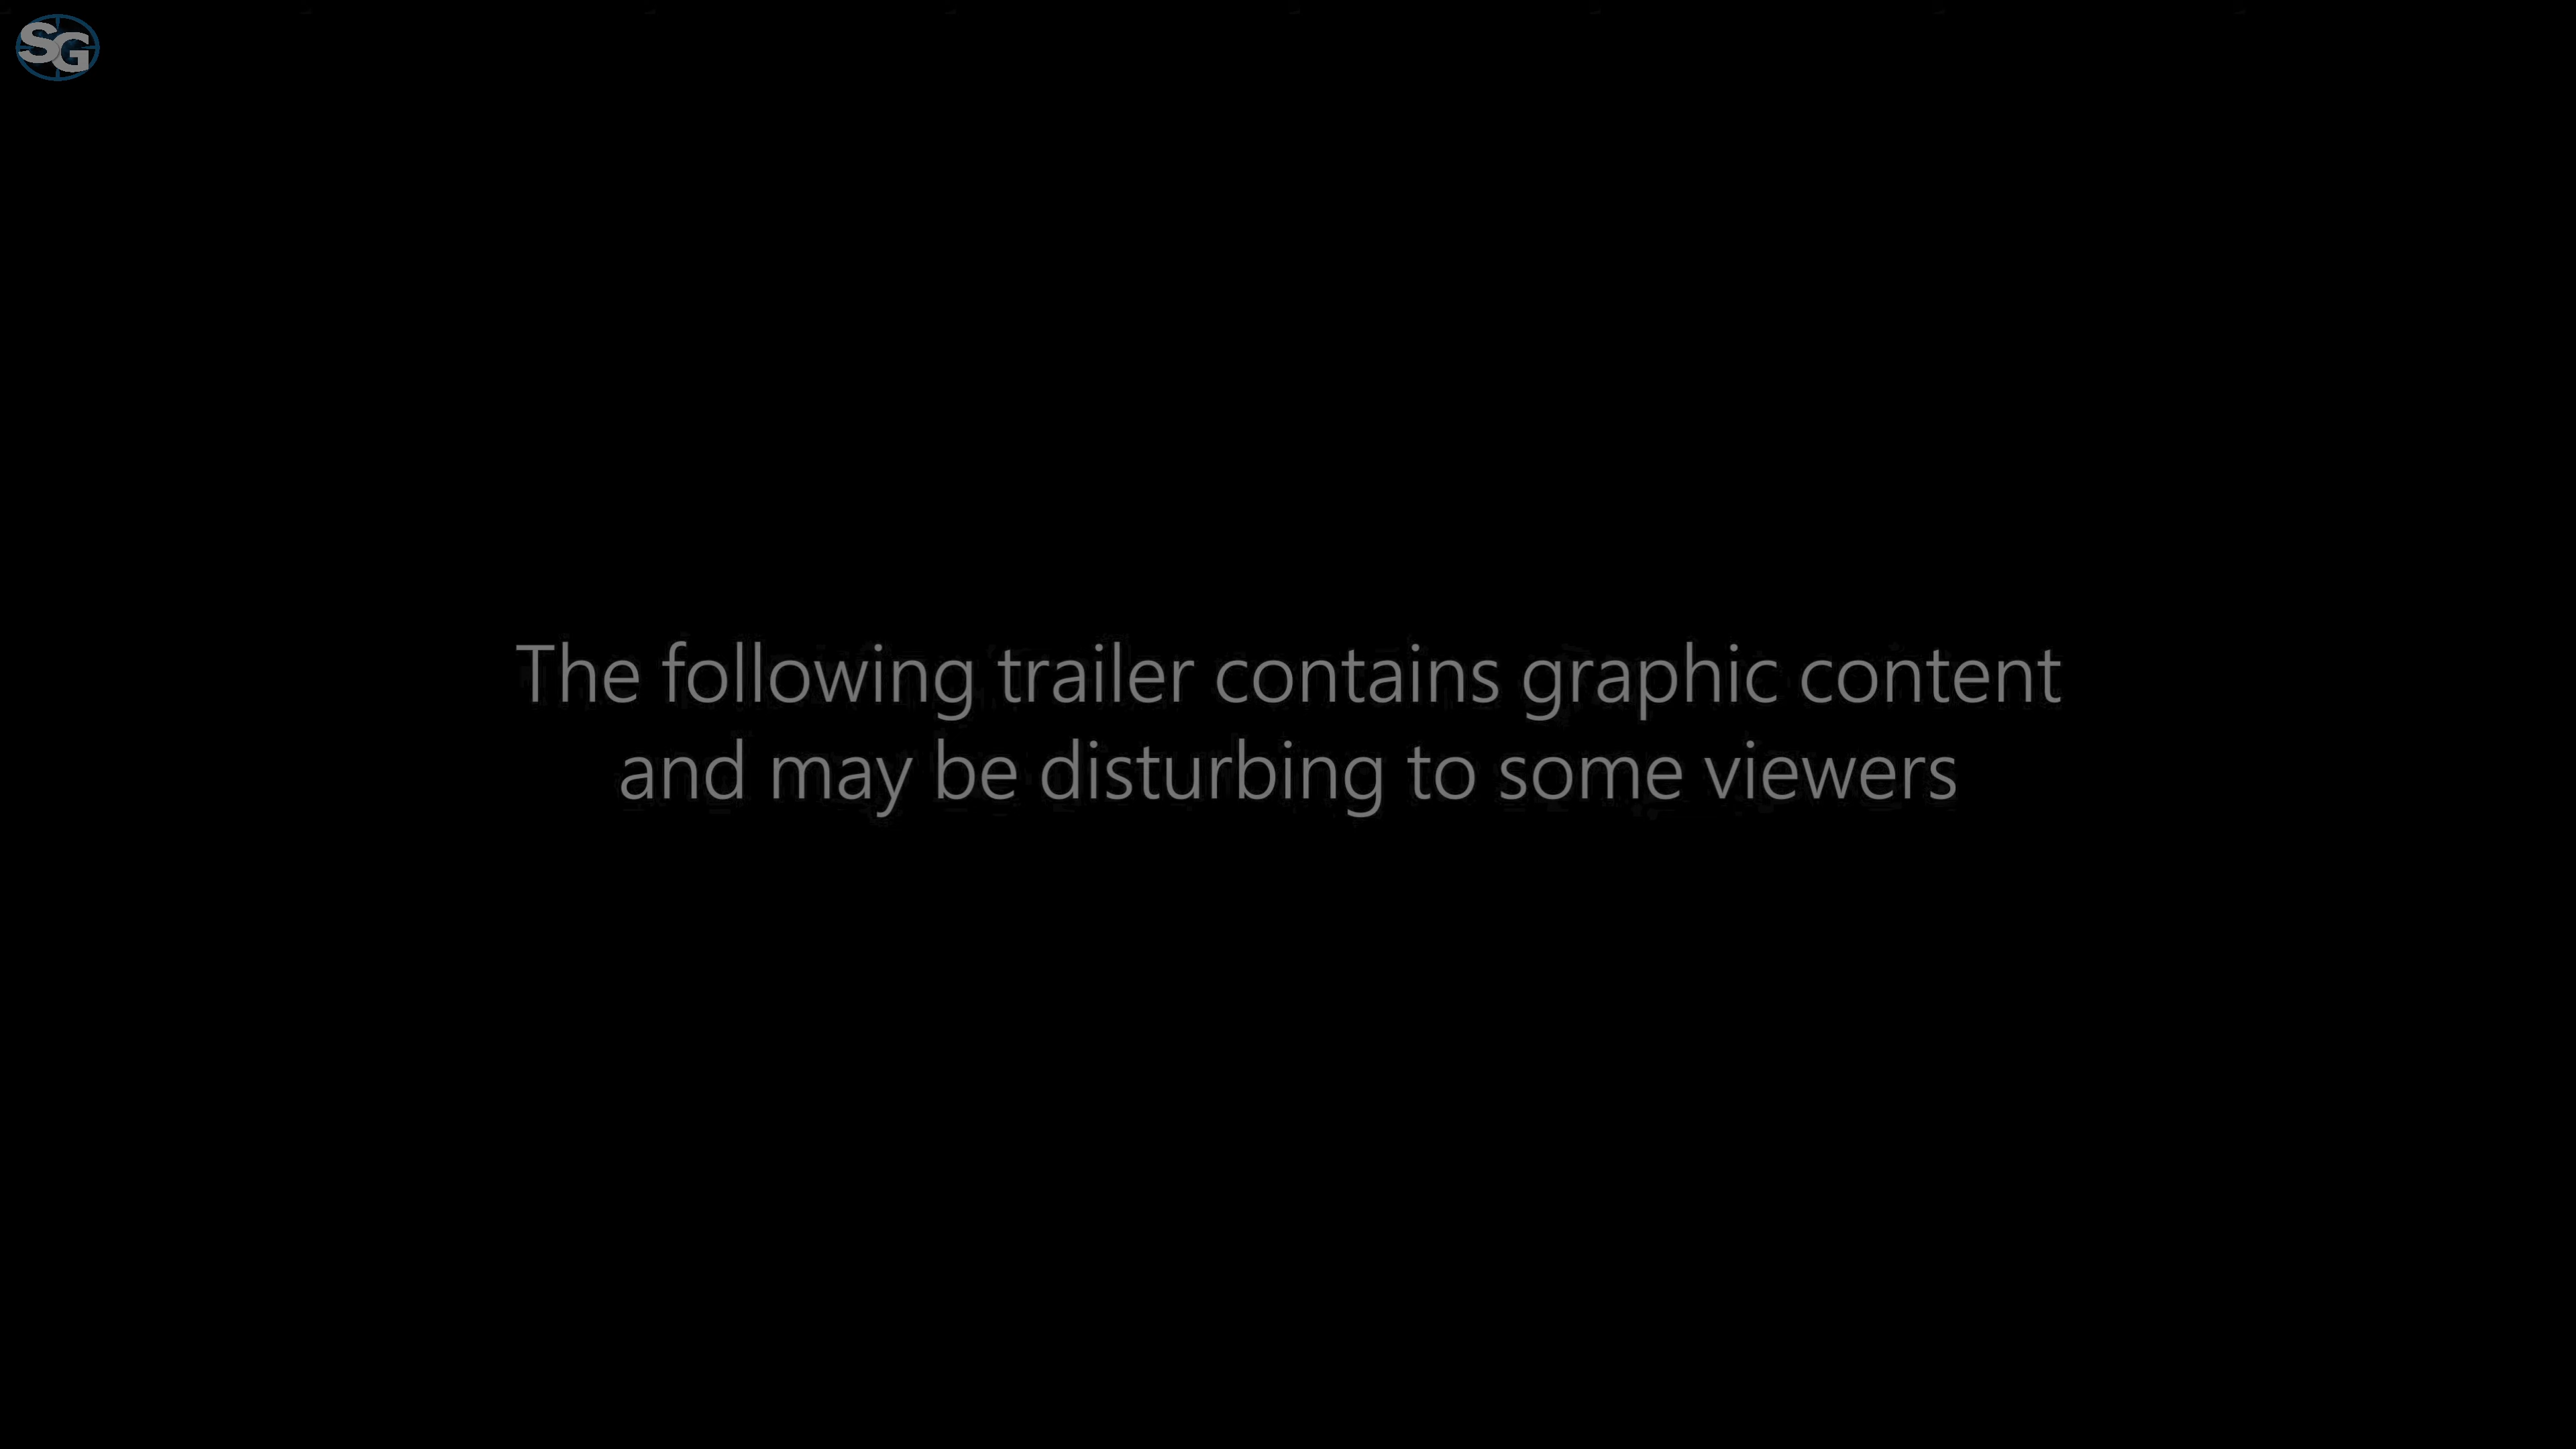 SG
The following trailer contains graphic content
and may be disturbing to some viewers